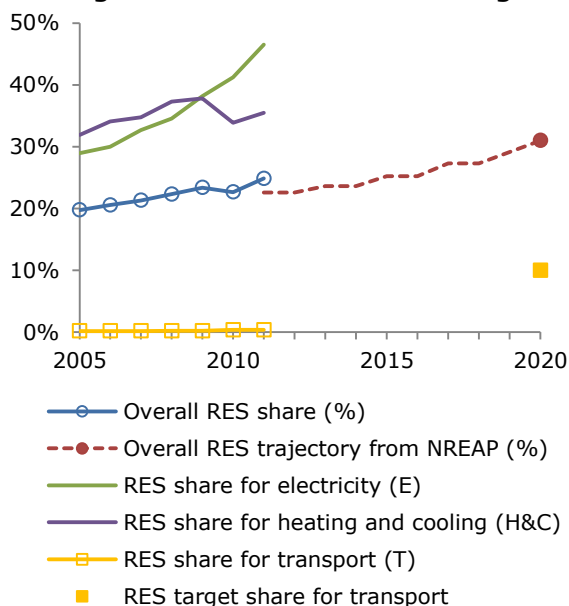 50%
40%
30%
20%
10%
0%
2005 2010 2015 2020
Overall RES share (%)
Overall RES trajectory from NREAP (%)
RES share for electricity (E)
RES share for heating and cooling (H&C)
RES share for transport (T)
RES target share for transport